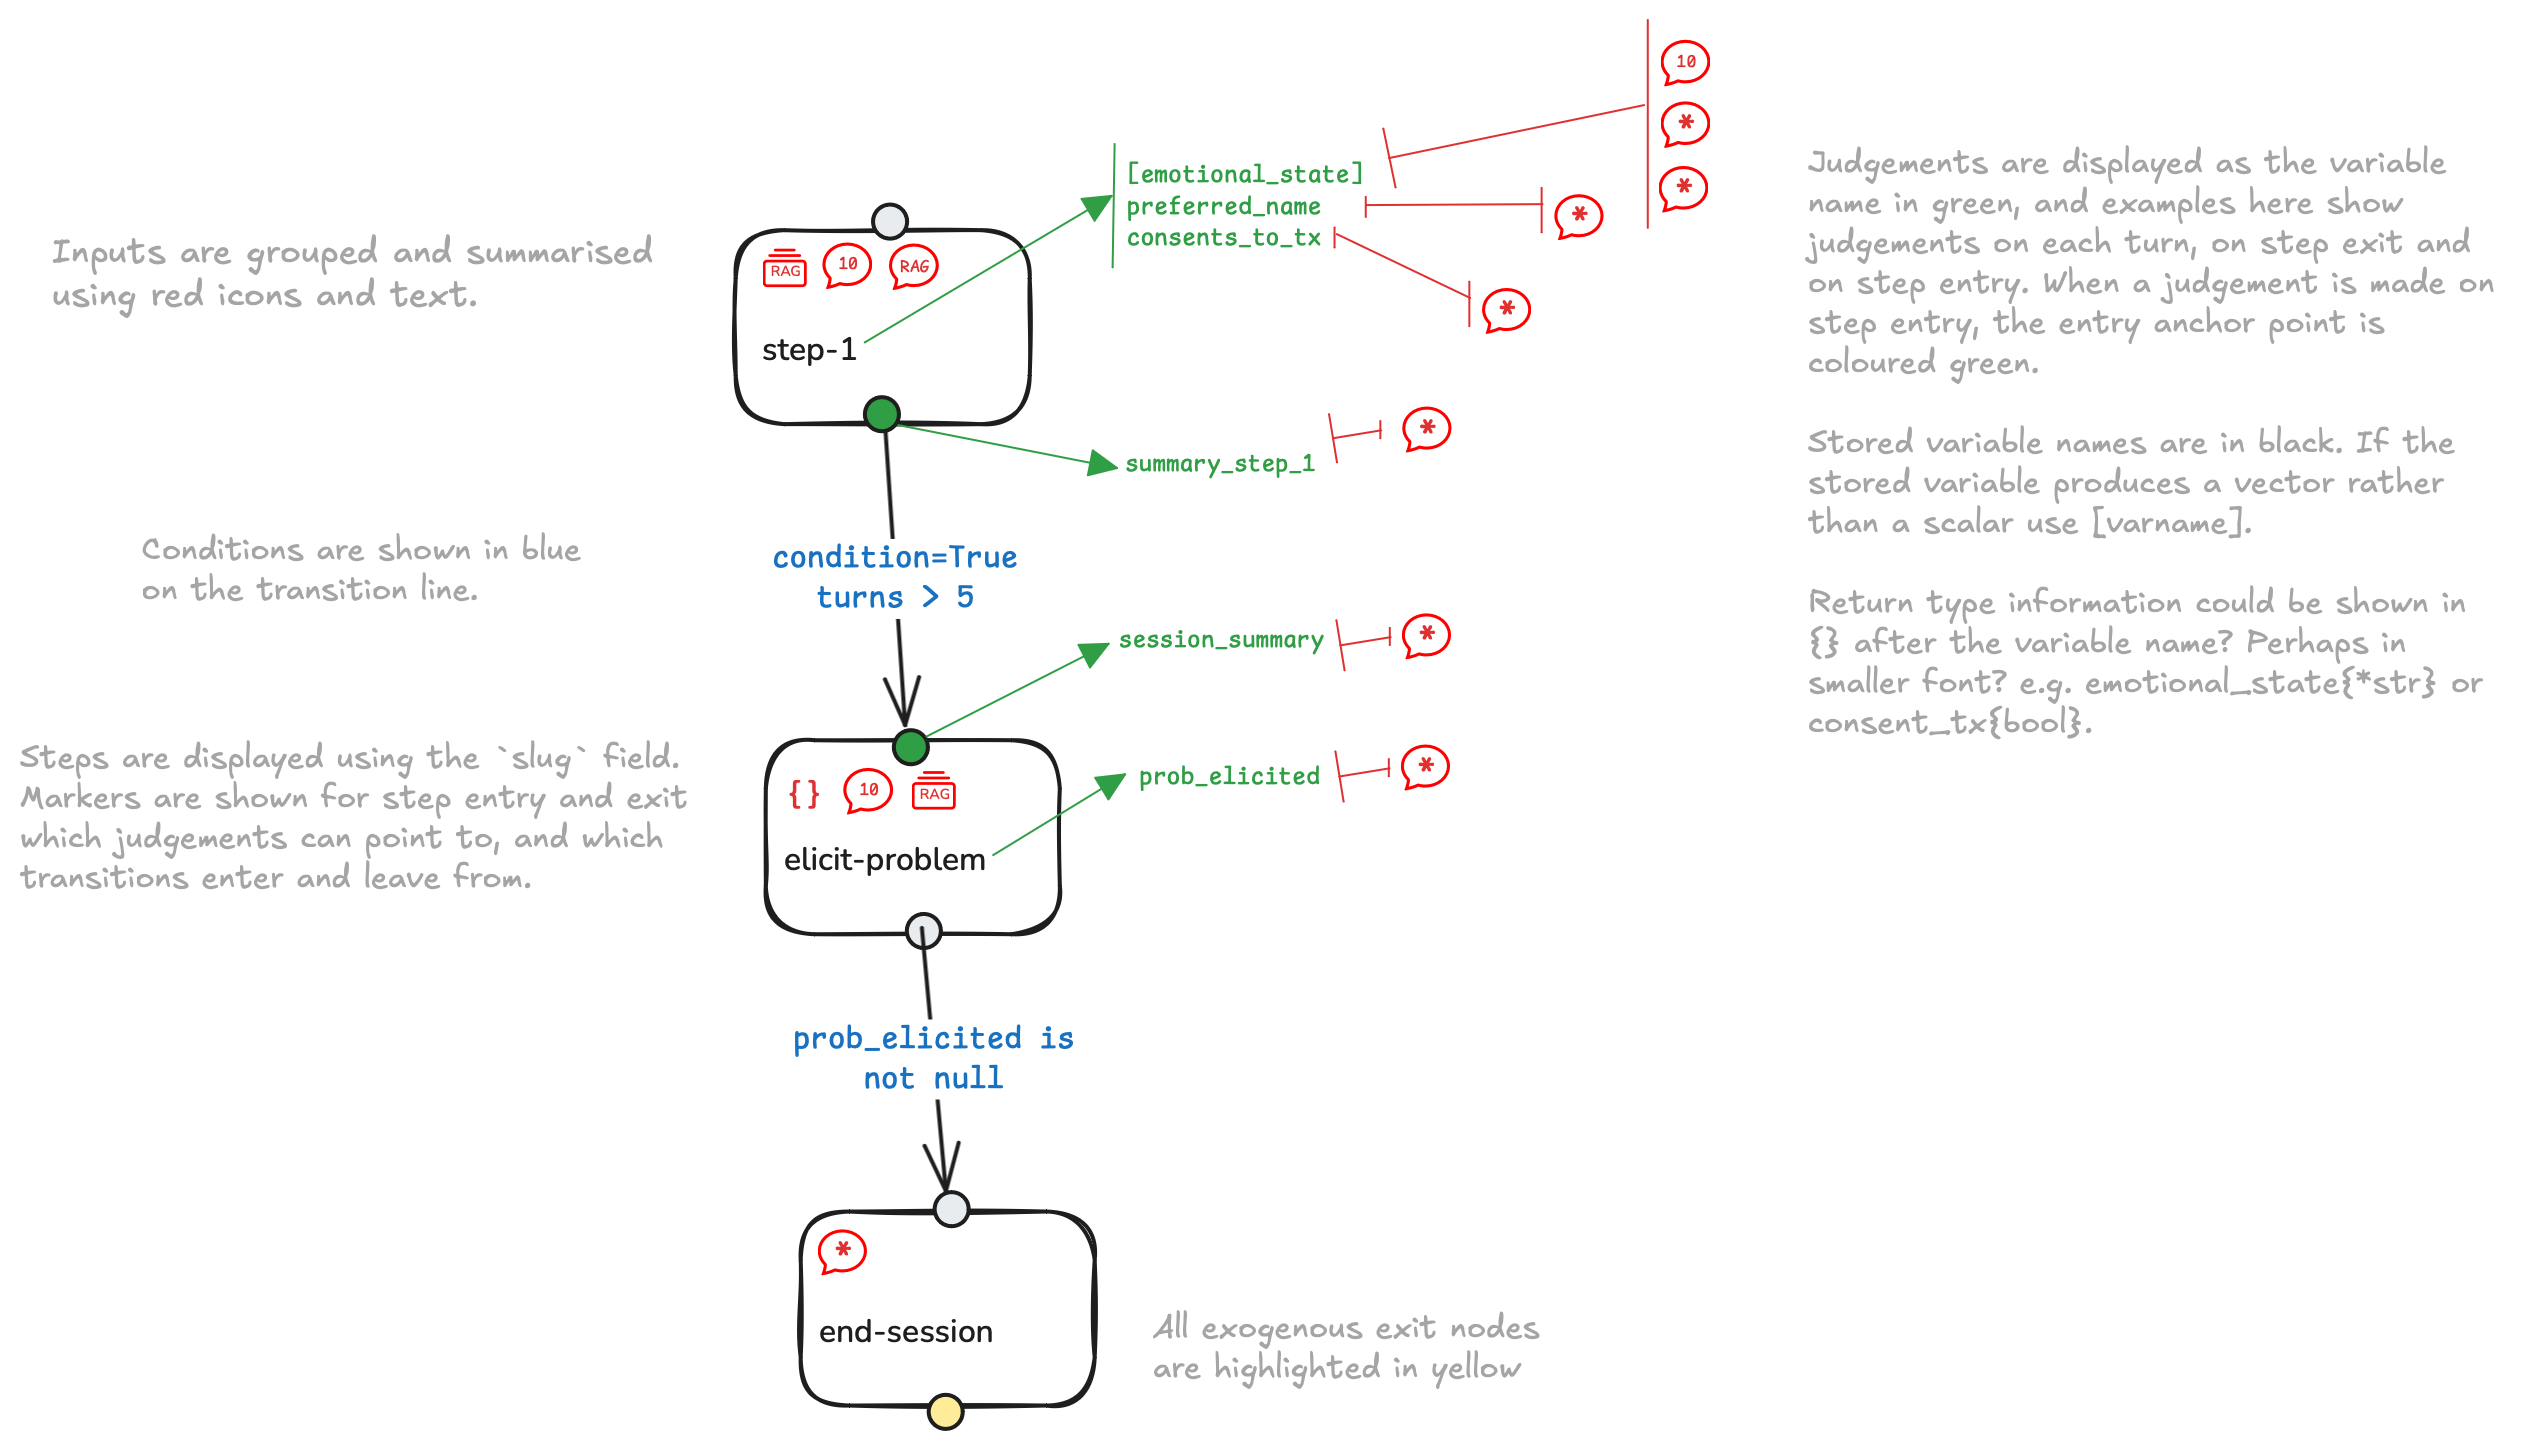 Inputs are grouped and summarised
using red icons and text.
Conditions are shown in blue
on the transition line.
Steps are displayed using the `slug` field.
Markers are shown for step entry and exit
which judgements can point to, and which
transitions enter and leave from.
RAG
10
RAG
step-1
[emotional_state]
preferred_name
consents_to_tx
10
*
*
*
*
summary_step_1
*
condition=True
turns > 5
session_summary
*
{}
10
RAG
elicit-problem
prob_elicited
*
prob_elicited is
not null
*
end-session
All exogenous exit nodes
are highlighted in yellow
Judgements are displayed as the variable
name in green, and examples here show
judgements on each turn, on step exit and
on step entry. When a judgement is made on
step entry, the entry anchor point is
coloured green.
Stored variable names are in black. If the
stored variable produces a vector rather
than a scalar use [varname].
Return type information could be shown in
{} after the variable name? Perhaps in
smaller font? e.g. emotional_state{*str} or
consent_tx{bool}.